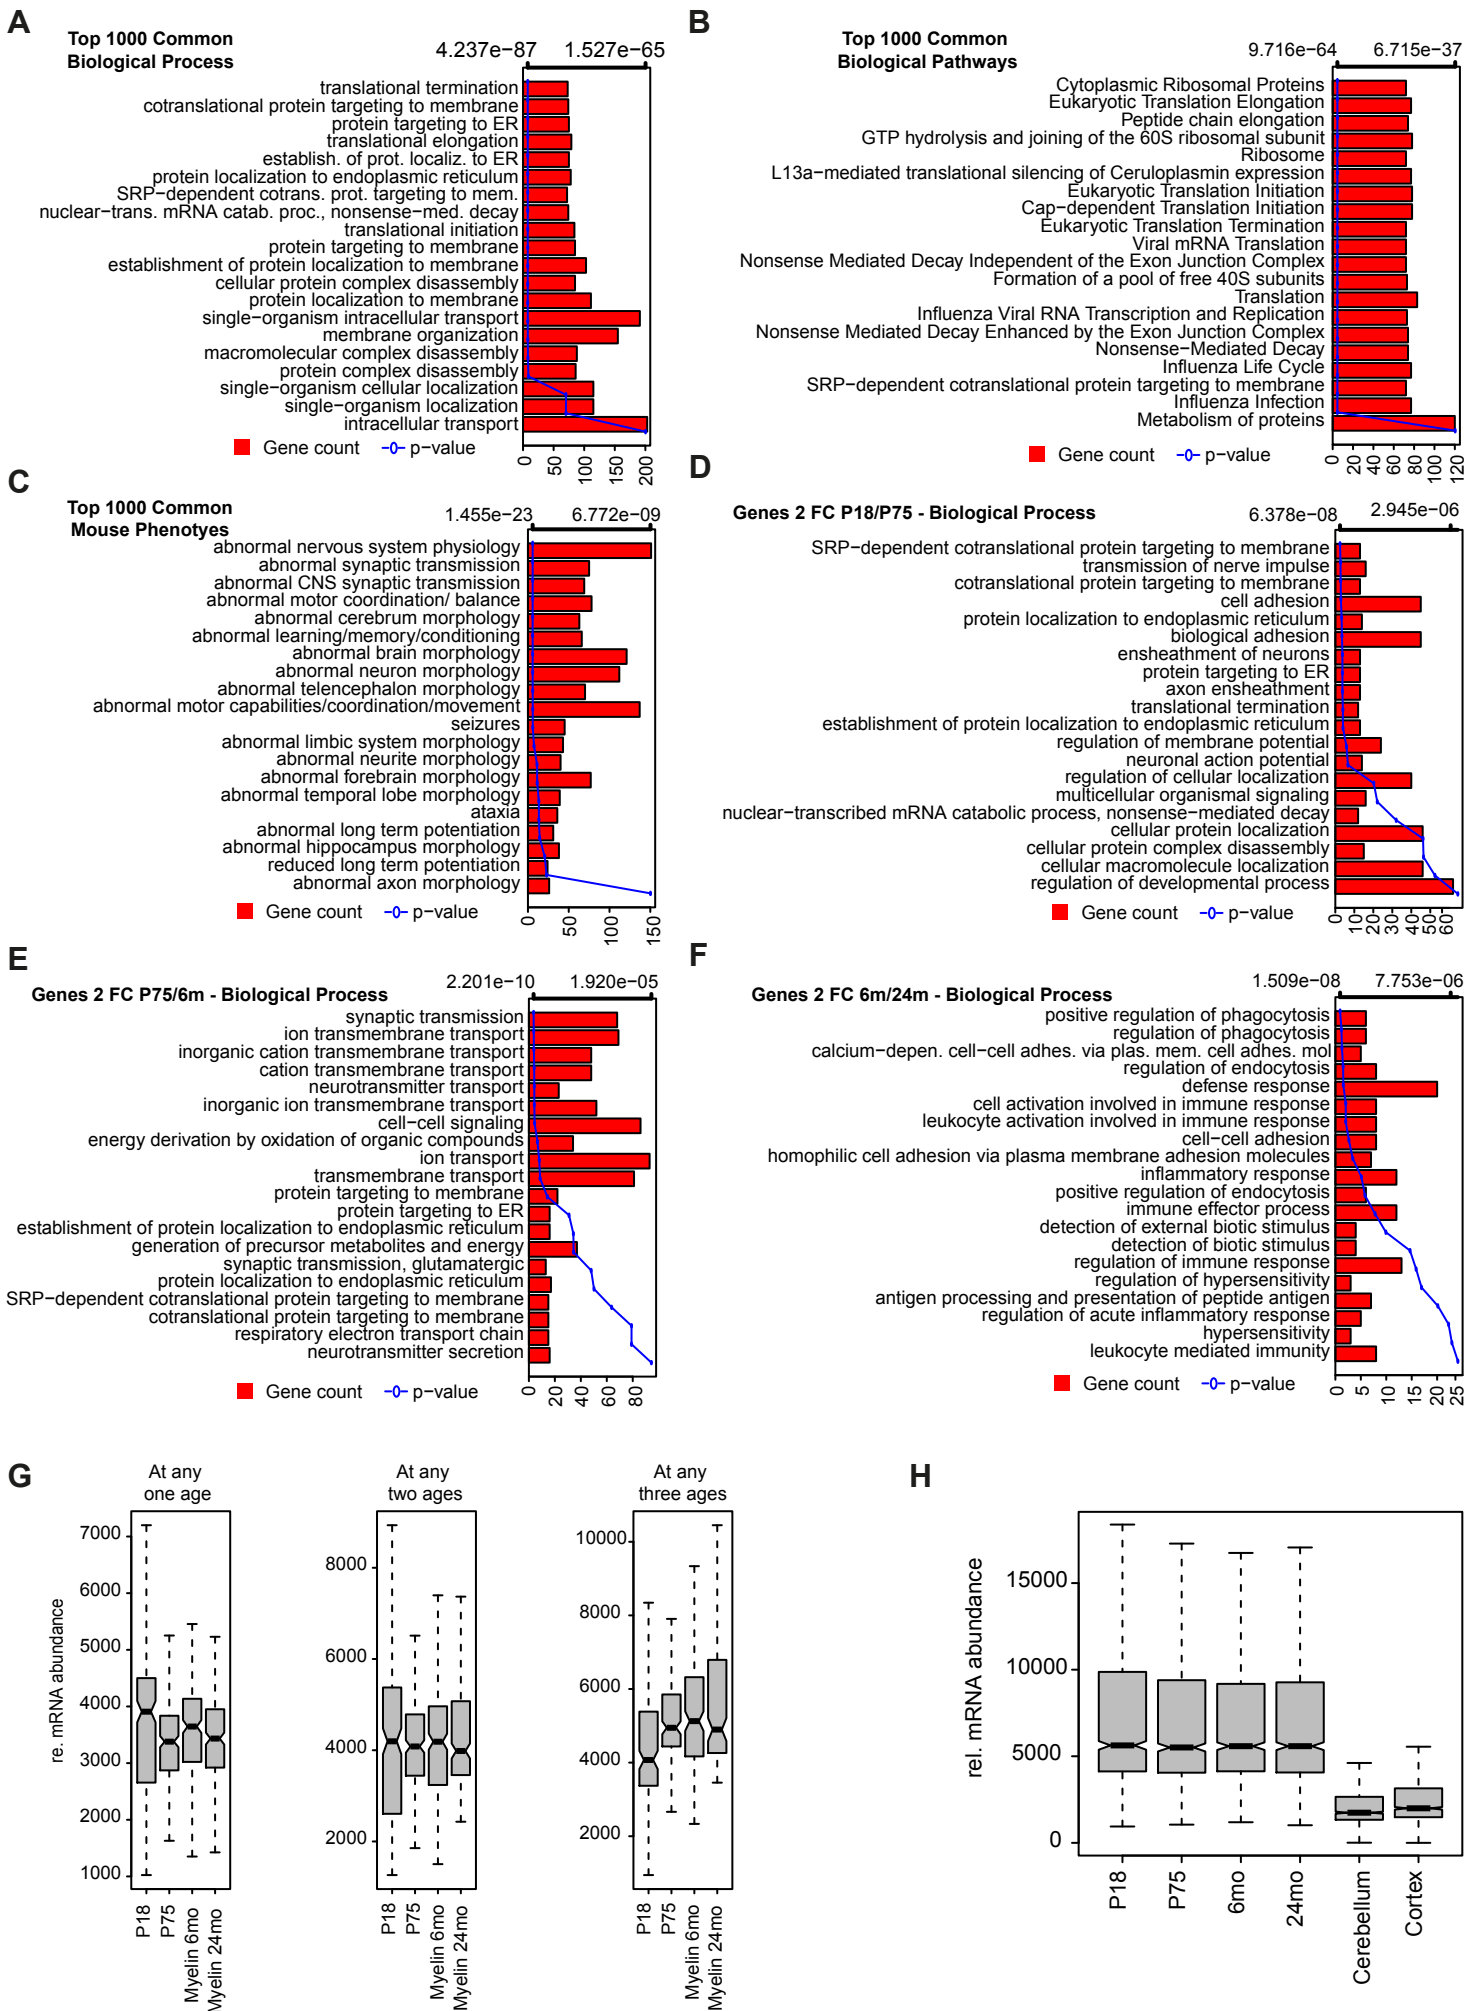 A
Top 1000 Common
Biological Process
4.237e−87
1.527e−65
translational termination
cotranslational protein targeting to membrane
protein targeting to ER
translational elongation
establish. of prot. localiz. to ER
protein localization to endoplasmic reticulum
SRP−dependent cotrans. prot. targeting to mem.
nuclear−trans. mRNA catab. proc., nonsense−med. decay
translational initiation
protein targeting to membrane
establishment of protein localization to membrane
cellular protein complex disassembly
protein localization to membrane
single−organism intracellular transport
membrane organization
macromolecular complex disassembly
protein complex disassembly
single−organism cellular localization
single−organism localization
intracellular transport
Gene count
p−value
0
50
100
150
200
B
Top 1000 Common
Biological Pathways
9.716e−64
6.715e−37
Cytoplasmic Ribosomal Proteins
Eukaryotic Translation Elongation
Peptide chain elongation
GTP hydrolysis and joining of the 60S ribosomal subunit
Ribosome
L13a−mediated translational silencing of Ceruloplasmin expression
Eukaryotic Translation Initiation
Cap−dependent Translation Initiation
Eukaryotic Translation Termination
Viral mRNA Translation
Nonsense Mediated Decay Independent of the Exon Junction Complex
Formation of a pool of free 40S subunits
Translation
Influenza Viral RNA Transcription and Replication
Nonsense Mediated Decay Enhanced by the Exon Junction Complex
Nonsense−Mediated Decay
Influenza Life Cycle
SRP−dependent cotranslational protein targeting to membrane
Influenza Infection
Metabolism of proteins
Gene count
p−value
0
20
40
60
80
100
120
C
Top 1000 Common
Mouse Phenotyes
1.455e−23
6.772e−09
abnormal nervous system physiology
abnormal synaptic transmission
abnormal CNS synaptic transmission
abnormal motor coordination/ balance
abnormal cerebrum morphology
abnormal learning/memory/conditioning
abnormal brain morphology
abnormal neuron morphology
abnormal telencephalon morphology
abnormal motor capabilities/coordination/movement
seizures
abnormal limbic system morphology
abnormal neurite morphology
abnormal forebrain morphology
abnormal temporal lobe morphology
ataxia
abnormal long term potentiation
abnormal hippocampus morphology
reduced long term potentiation
abnormal axon morphology
Gene count
p−value
0
50
100
150
D
Genes 2 FC P18/P75 - Biological Process
6.378e−08
2.945e−06
SRP−dependent cotranslational protein targeting to membrane
transmission of nerve impulse
cotranslational protein targeting to membrane
cell adhesion
protein localization to endoplasmic reticulum
biological adhesion
ensheathment of neurons
protein targeting to ER
axon ensheathment
translational termination
establishment of protein localization to endoplasmic reticulum
regulation of membrane potential
neuronal action potential
regulation of cellular localization
multicellular organismal signaling
nuclear−transcribed mRNA catabolic process, nonsense−mediated decay
cellular protein localization
cellular protein complex disassembly
cellular macromolecule localization
regulation of developmental process
Gene count
p−value
0
10
20
30
40
50
60
E
Genes 2 FC P75/6m - Biological Process
2.201e−10
1.920e−05
synaptic transmission
ion transmembrane transport
inorganic cation transmembrane transport
cation transmembrane transport
neurotransmitter transport
inorganic ion transmembrane transport
cell−cell signaling
energy derivation by oxidation of organic compounds
ion transport
transmembrane transport
protein targeting to membrane
protein targeting to ER
establishment of protein localization to endoplasmic reticulum
generation of precursor metabolites and energy
synaptic transmission, glutamatergic
protein localization to endoplasmic reticulum
SRP−dependent cotranslational protein targeting to membrane
cotranslational protein targeting to membrane
respiratory electron transport chain
neurotransmitter secretion
Gene count
p−value
0
20
40
60
80
F
Genes 2 FC 6m/24m - Biological Process
1.509e−08
7.753e−06
positive regulation of phagocytosis
regulation of phagocytosis
calcium−depen. cell−cell adhes. via plas. mem. cell adhes. mol
regulation of endocytosis
defense response
cell activation involved in immune response
leukocyte activation involved in immune response
cell−cell adhesion
homophilic cell adhesion via plasma membrane adhesion molecules
inflammatory response
positive regulation of endocytosis
immune effector process
detection of external biotic stimulus
detection of biotic stimulus
regulation of immune response
regulation of hypersensitivity
antigen processing and presentation of peptide antigen
regulation of acute inflammatory response
hypersensitivity
leukocyte mediated immunity
Gene count
p−value
0
5
10
15
20
25
G
At any
one age
re. mRNA abundance
7000
6000
5000
4000
3000
2000
1000
P18
P75
Myelin 6mo
Myelin 24mo
At any
two ages
8000
6000
4000
2000
P18
P75
Myelin 6mo
Myelin 24mo
At any
three ages
10000
8000
6000
4000
2000
P18
P75
Myelin 6mo
Myelin 24mo
H
rel. mRNA abundance
15000
10000
5000
0
P18
P75
6mo
24mo
Cerebellum
Cortex